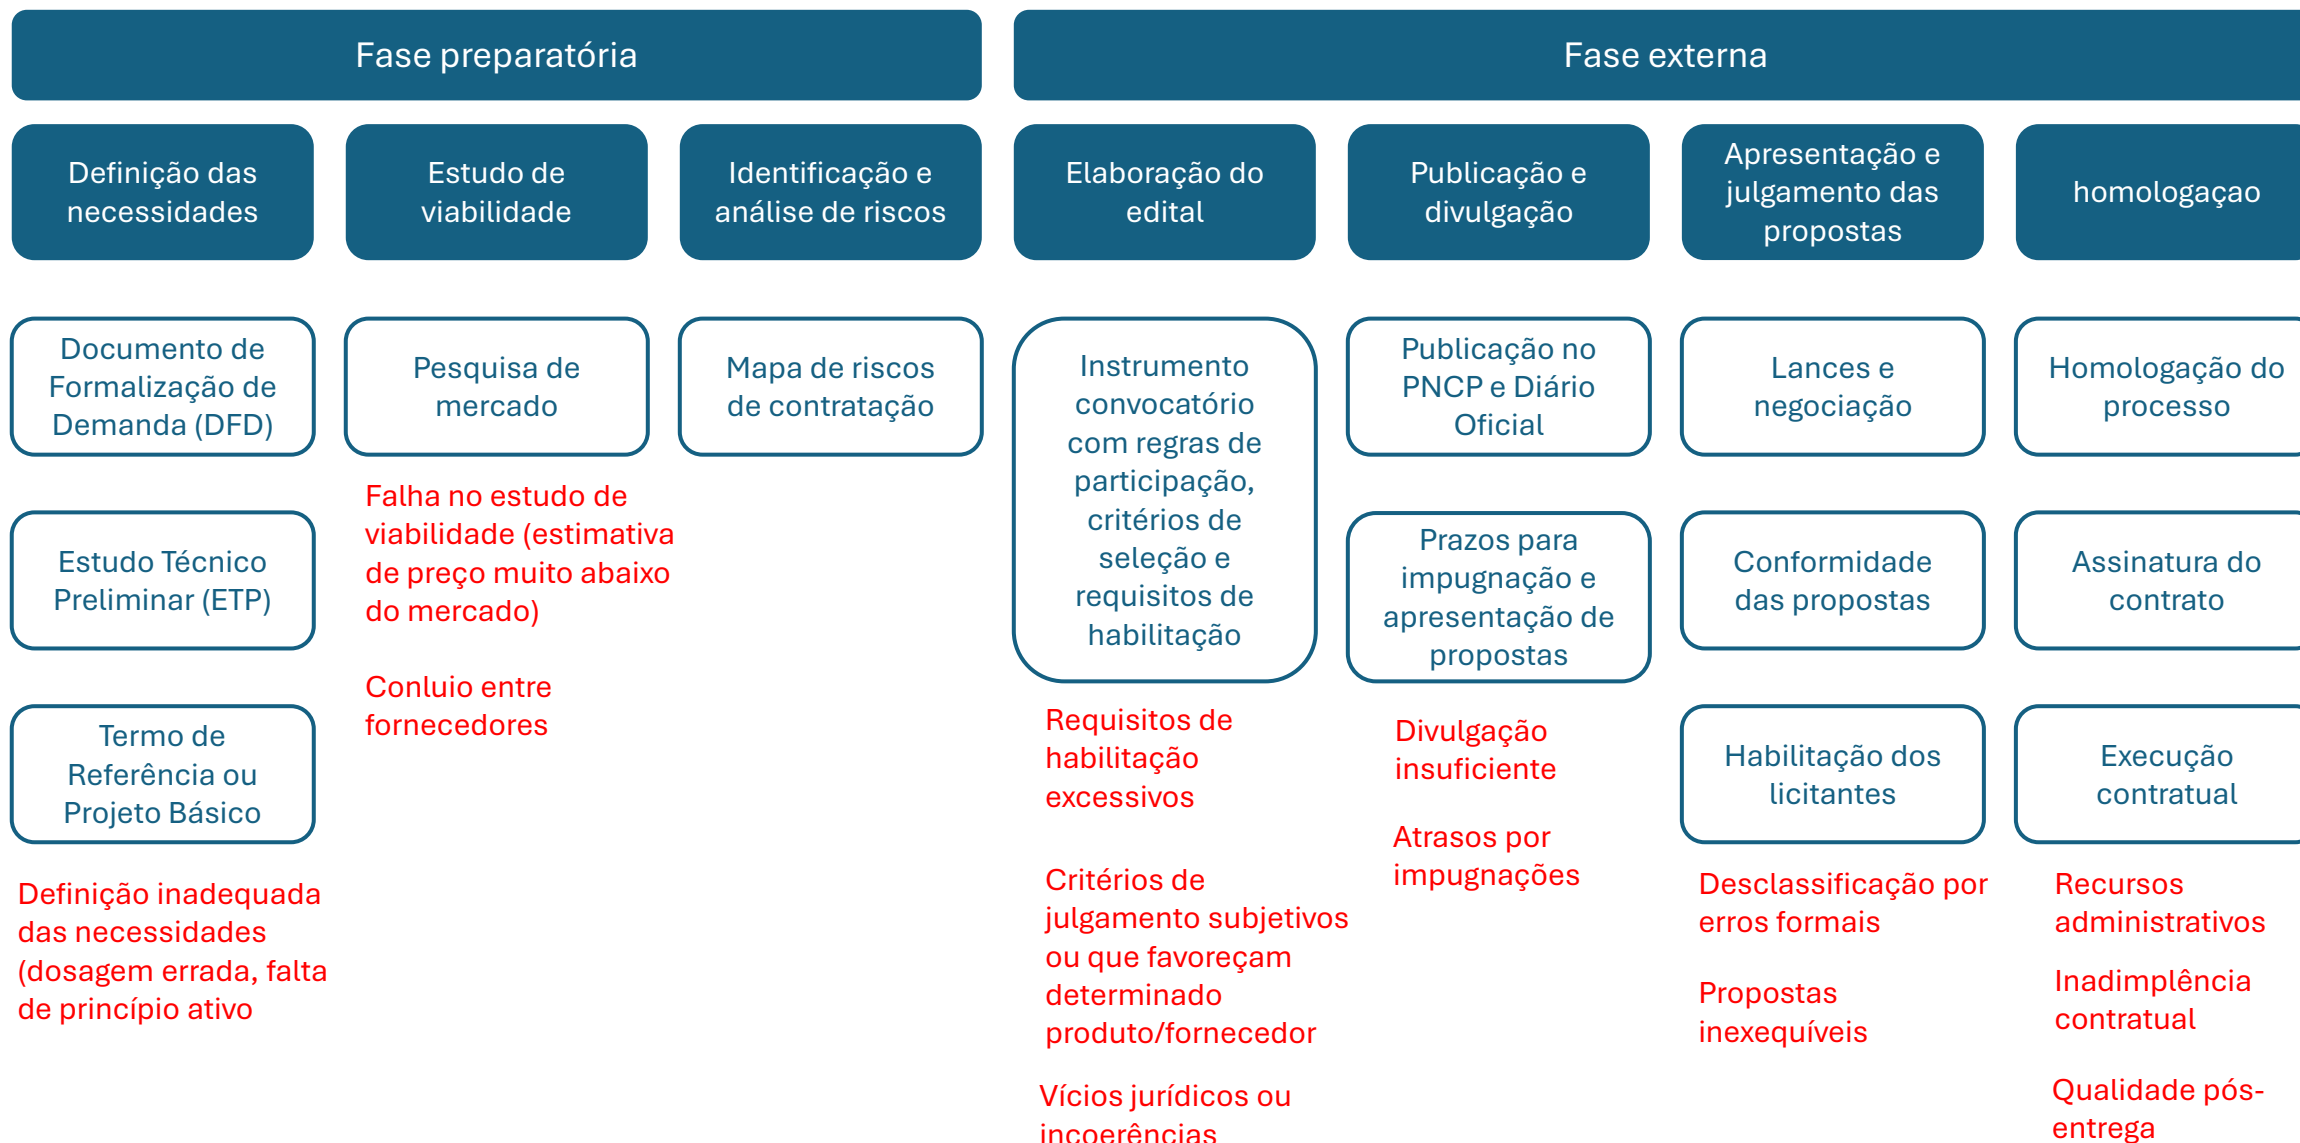 Fase preparatória
Fase externa
Definição das
necessidades
Estudo de
viabilidade
Identificação e
análise de riscos
Elaboração do
edital
Publicação e
divulgação
Apresentação e
julgamento das
propostas
homologaçao
Documento de
Formalização de
Demanda (DFD)
Estudo Técnico
Preliminar (ETP)
Termo de
Referência ou
Projeto Básico
Definição inadequada
das necessidades
(dosagem errada, falta
de princípio ativo
Pesquisa de
mercado
Falha no estudo de
viabilidade (estimativa
de preço muito abaixo
do mercado)
Conluio entre
fornecedores
Mapa de riscos
de contratação
Instrumento
convocatório
com regras de
participação,
critérios de
seleção e
requisitos de
habilitação
Requisitos de
habilitação
excessivos
Critérios de
julgamento subjetivos
ou que favoreçam
determinado
produto/fornecedor
Vícios jurídicos ou
incoerências
Publicação no
PNCP e Diário
Oficial
Prazos para
impugnação e
apresentação de
propostas
Divulgação
insuficiente
Atrasos por
impugnações
Lances e
negociação
Conformidade
das propostas
Habilitação dos
licitantes
Desclassificação por
erros formais
Propostas
inexequíveis
Homologação do
processo
Assinatura do
contrato
Execução
contratual
Recursos
administrativos
Inadimplência
contratual
Qualidade pós-
entrega